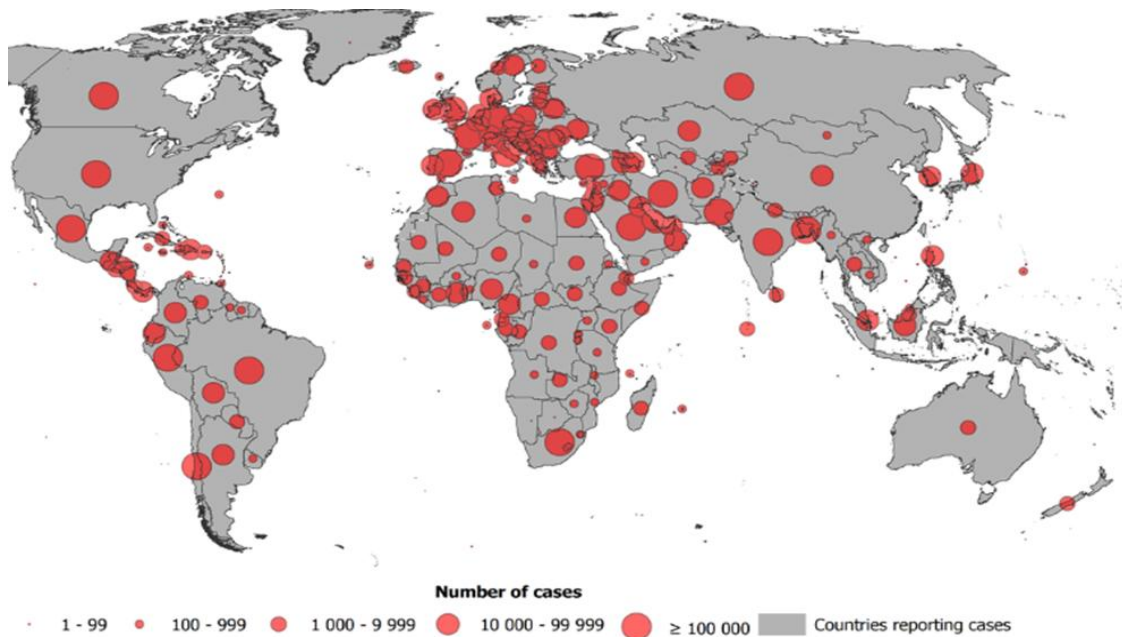 Number of cases
1 - 99 100 - 999 1 000 - 9 999 10 000 - 99 999 ≥ 100 000 Countries reporting cases